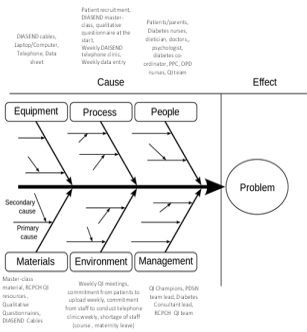 Patient recruitment,
DIASEND master-
class, qualitative
questionnaire at the
start,
Weekly DAISEND
telephone clinic,
Weekly data entry
DIASEND cables,
Laptop/Computer,
Telephone, Data
sheet
Patients/parents,
Diabetes nurses,
dietician, doctors,
psychologist,
diabetes co-
ordinator, PPC, OPD
nurses, QI team
Cause
Effect
Equipment
Process
People
Problem
Secondary
cause
Primary
cause
Materials
Environment
Management
Master-class
material, RCPCH QI
resources,
Qualitative
Questionnaires,
DIASEND Cables
Weekly QI meetings,
commitment from patients to
upload weekly, commitment
from staff to conduct telephone
clinic weekly, shortage of staff
(course, maternity leave)
QI Champions, PDSN
team lead, Diabetes
Consultant lead,
RCPCH QI team